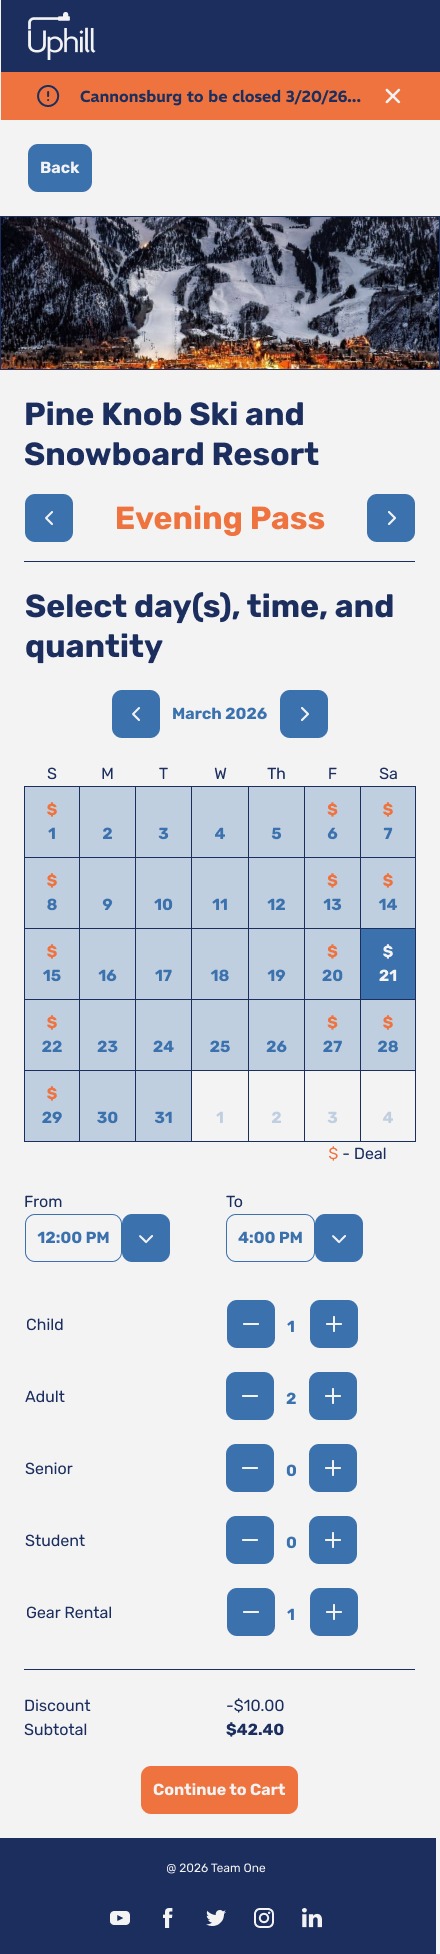 Uphill
Cannonsburg to be closed 3/20/26...
Back
Pine Knob Ski and
Snowboard Resort
Evening Pass
Select day(s), time, and
quantity
March 2026
S M T W Th F Sa
$ $ $
1 2 3 4 5 6 7
$ $ $
8 9 10 11 12 13 14
$ $ $
15 16 17 18 19 20 21
$ $ $
22 23 24 25 26 27 28
$
29 30 31 1 2 3 4
$ - Deal
From To
12:00 PM 4:00 PM
Child 1
Adult 2
Senior 0
Student 0
Gear Rental 1
Discount -$10.00
Subtotal $42.40
Continue to Cart
@ 2026 Team One